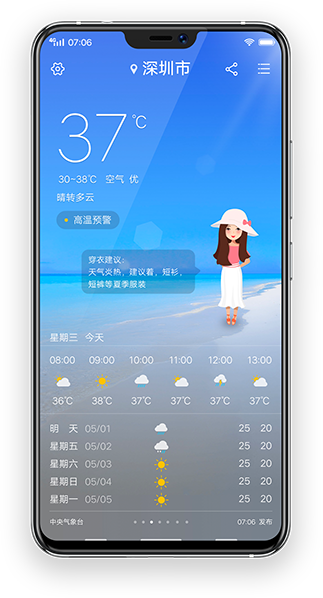 4G 07:06
深圳市
37℃
30~38℃ 空气 优
晴转多云
高温预警
穿衣建议：
天气炎热，建议着，短衫，
短裤等夏季服装
星期三 今天
08:00 09:00 10:00 11:00 12:00 13:00
36℃ 38℃ 37℃ 37℃ 37℃ 37℃
明 天 05/01 25 20
星期五 05/02 25 20
星期六 05/03 25 20
星期日 05/04 25 20
星期一 05/05 25 20
中央气象台 07:06 发布